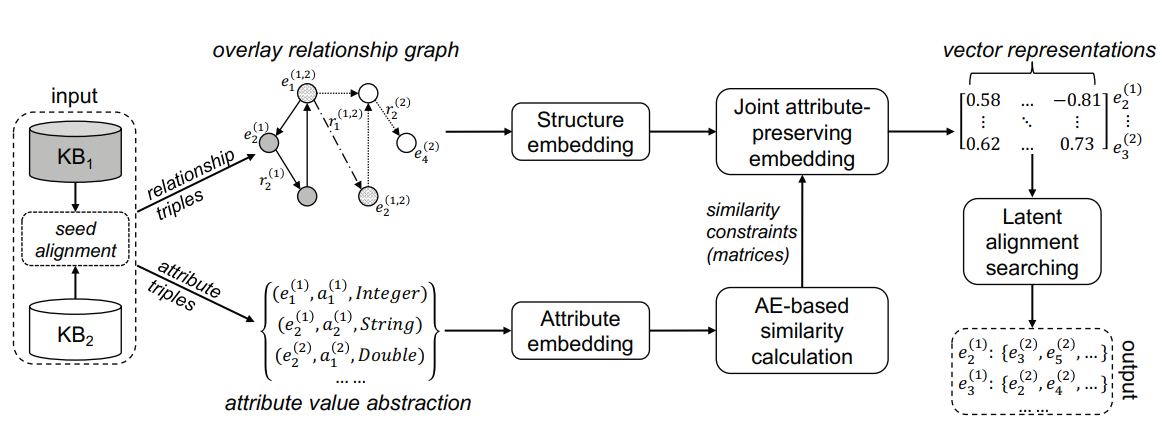 input
KB₁
seed
alignment
KB₂
relationship
triples
attribute
triples
overlay relationship graph
e₁^(1,2)
e₂^(1)
r₁^(1,2)
r₂^(2)
e₄^(2)
r₂^(1)
e₂^(1,2)
(e₁^(1), a₁^(1), Integer)
(e₂^(1), a₂^(1), String)
(e₂^(2), a₁^(2), Double)
... ...
attribute value abstraction
Structure
embedding
Attribute
embedding
Joint attribute-
preserving
embedding
similarity
constraints
(matrices)
AE-based
similarity
calculation
vector representations
0.58 ... −0.81 e₂^(1)
⋮ ⋱ ⋮ ⋮
0.62 ... 0.73 e₃^(2)
Latent
alignment
searching
e₂^(1): {e₃^(2), e₅^(2), ...}
e₃^(1): {e₂^(2), e₄^(2), ...}
... ...
output